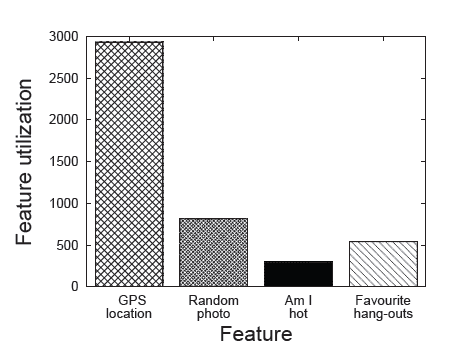 3000
2500
2000
1500
1000
500
0
Feature utilization
GPS location
Random photo
Am I hot
Favourite hang-outs
Feature